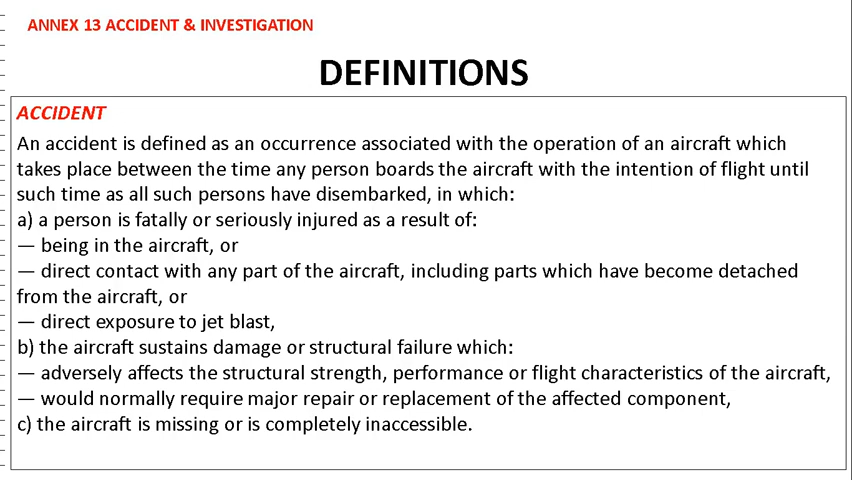 ANNEX 13 ACCIDENT & INVESTIGATION
DEFINITIONS
ACCIDENT
An accident is defined as an occurrence associated with the operation of an aircraft which
takes place between the time any person boards the aircraft with the intention of flight until
such time as all such persons have disembarked, in which:
a) a person is fatally or seriously injured as a result of:
— being in the aircraft, or
— direct contact with any part of the aircraft, including parts which have become detached
from the aircraft, or
— direct exposure to jet blast,
b) the aircraft sustains damage or structural failure which:
— adversely affects the structural strength, performance or flight characteristics of the aircraft,
— would normally require major repair or replacement of the affected component,
c) the aircraft is missing or is completely inaccessible.